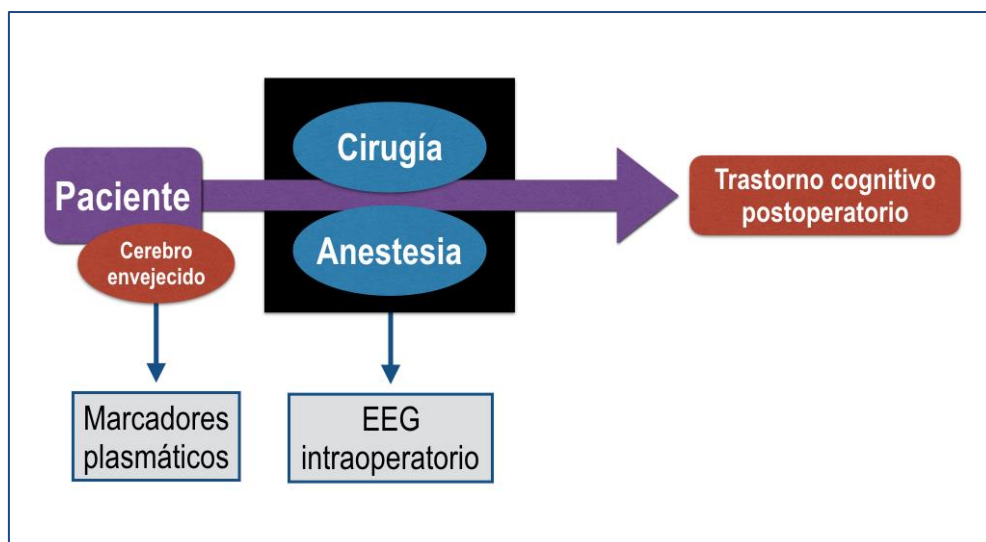 Cirugía
Paciente
Trastorno cognitivo
postoperatorio
Cerebro
envejecido
Anestesia
Marcadores
plasmáticos
EEG
intraoperatorio